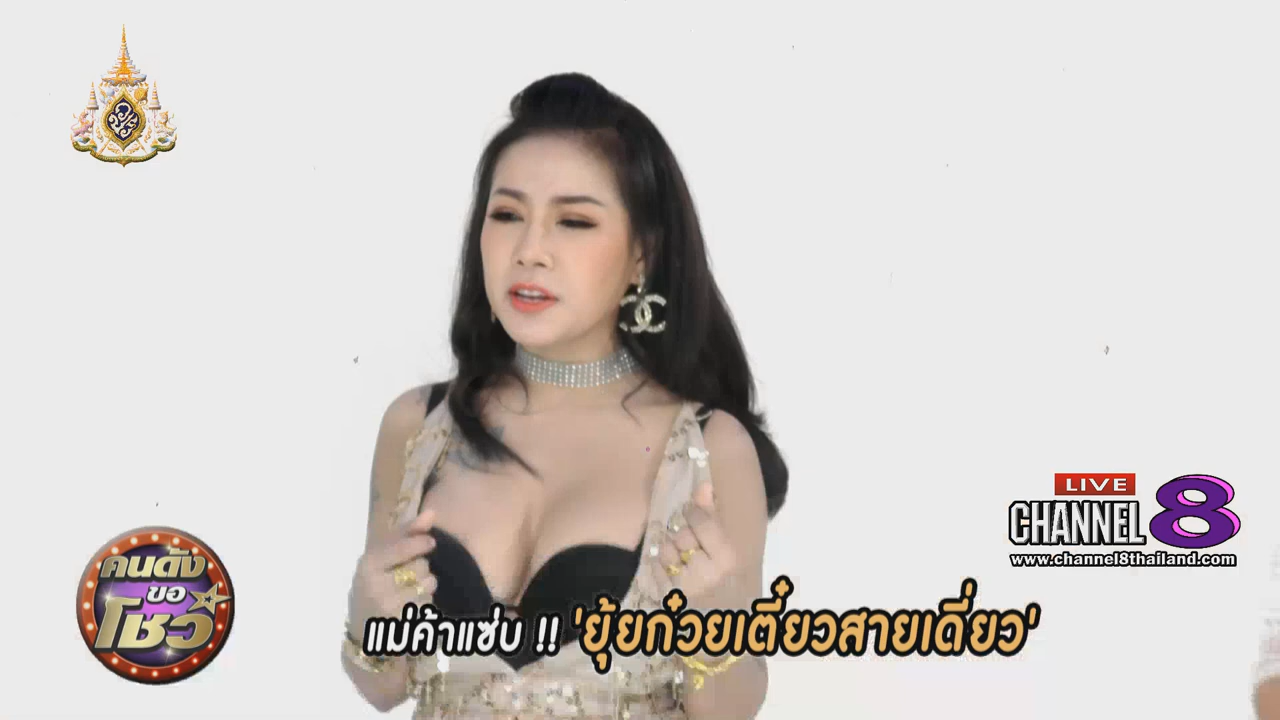 LIVE
CHANNEL 8
www.channel8thailand.com
คนดัง
ขอ
โชว์
แม่ค้าแซ่บ !! 'ยุ้ยก๋วยเตี๋ยวสายเดี่ยว'